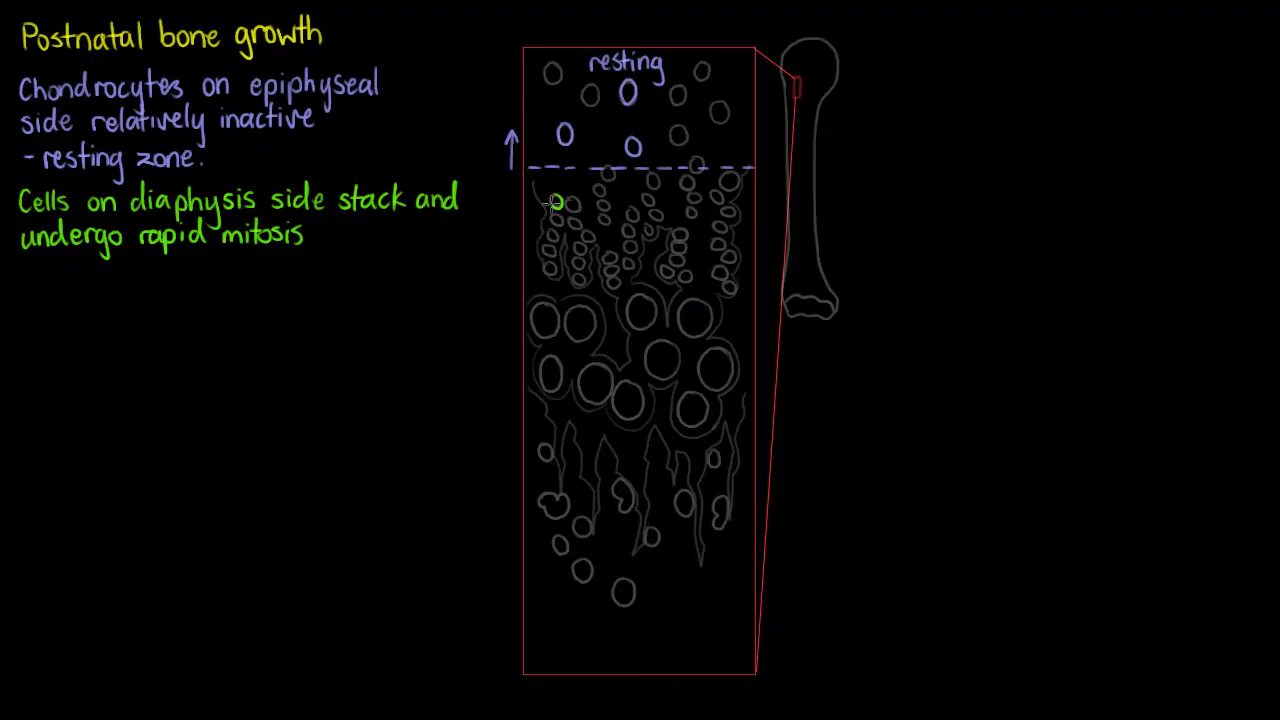 Postnatal bone growth
Chondrocytes on epiphyseal
side relatively inactive
- resting zone.
Cells on diaphysis side stack and
undergo rapid mitosis
resting